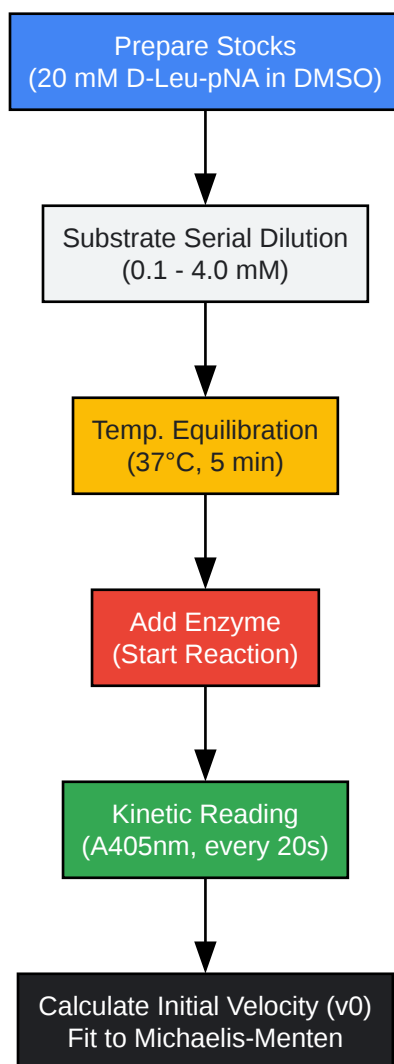 Prepare Stocks
(20 mM D-Leu-pNA in DMSO)
Substrate Serial Dilution
(0.1 - 4.0 mM)
Temp. Equilibration
(37°C, 5 min)
Add Enzyme
(Start Reaction)
Kinetic Reading
(A405nm, every 20s)
Calculate Initial Velocity (v0)
Fit to Michaelis-Menten